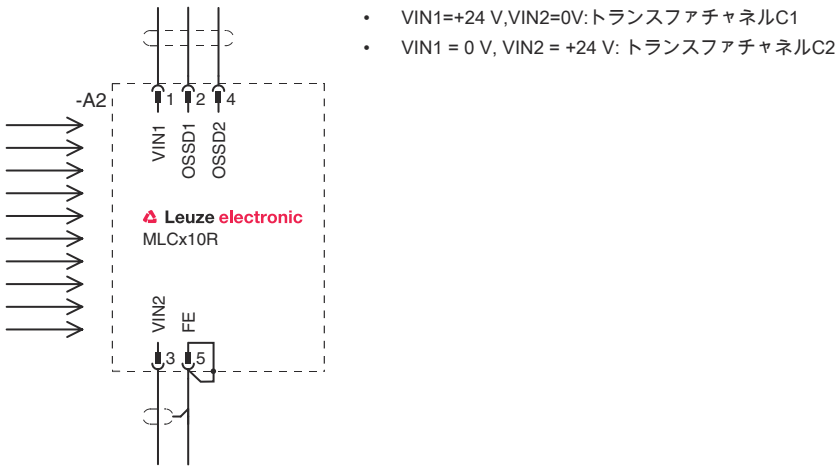 • VIN1=+24 V,VIN2=0V:トランスファチャネルC1
• VIN1 = 0 V, VIN2 = +24 V: トランスファチャネルC2
-A2
1 2 4
VIN1
OSSD1
OSSD2
Leuze electronic
MLCx10R
VIN2
FE
3 5